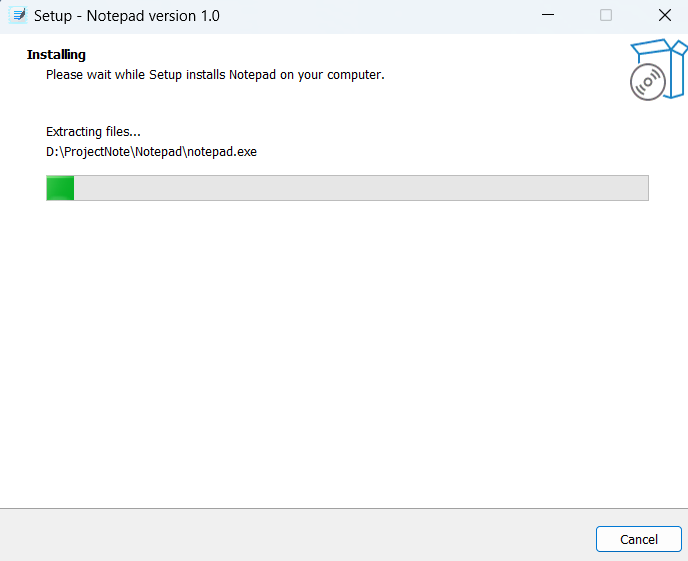 Setup - Notepad version 1.0
Installing
Please wait while Setup installs Notepad on your computer.
Extracting files...
D:\ProjectNote\Notepad\notepad.exe
Cancel